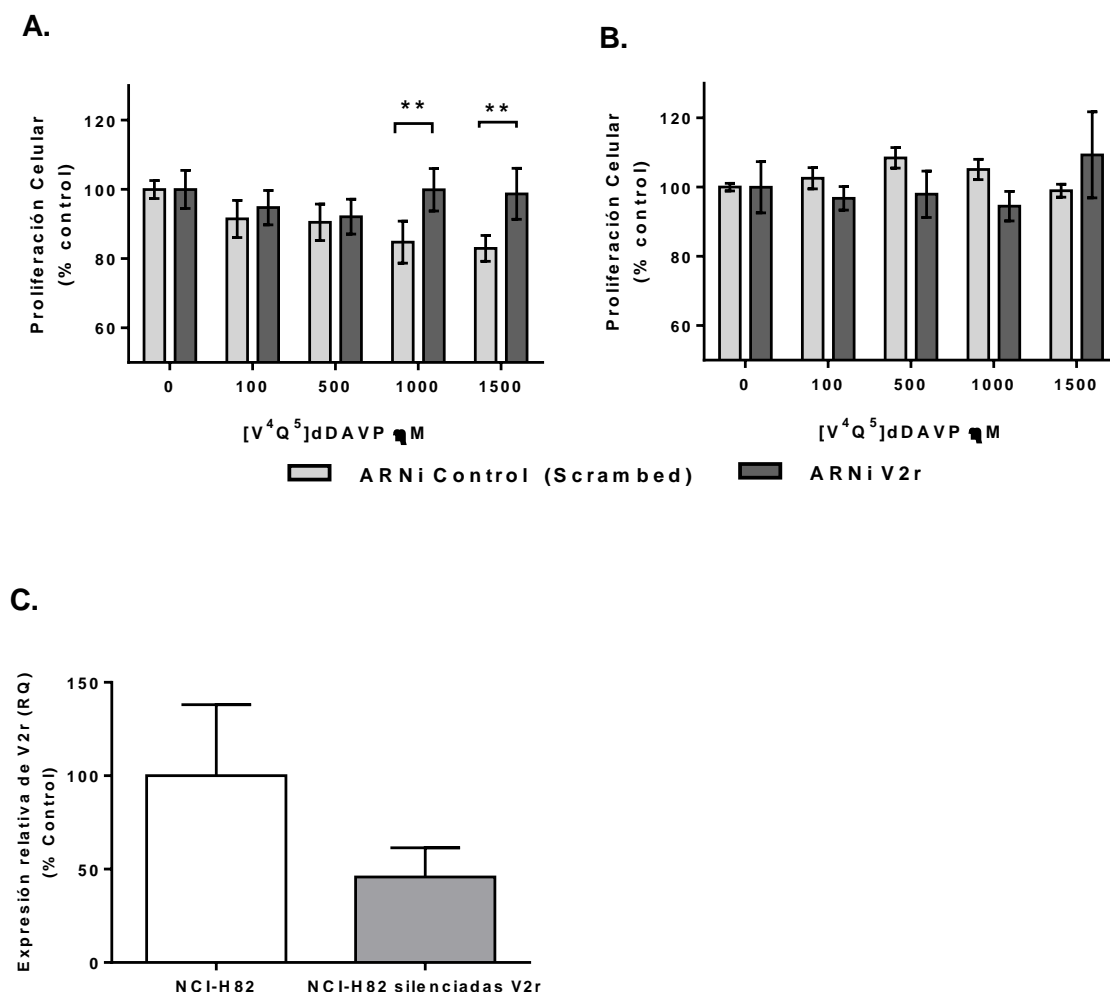 A.
B.
Proliferación Celular
(% control)
120
100
80
60
** **
0 100 500 1000 1500
[V⁴Q⁵]dDAVP ηM
Proliferación Celular
(% control)
120
100
80
60
0 100 500 1000 1500
[V⁴Q⁵]dDAVP ηM
ARNi Control (Scrambed) ARNi V2r
C.
Expresión relativa de V2r (RQ)
(% Control)
150
100
50
0
NCI-H82 NCI-H82 silenciadas V2r